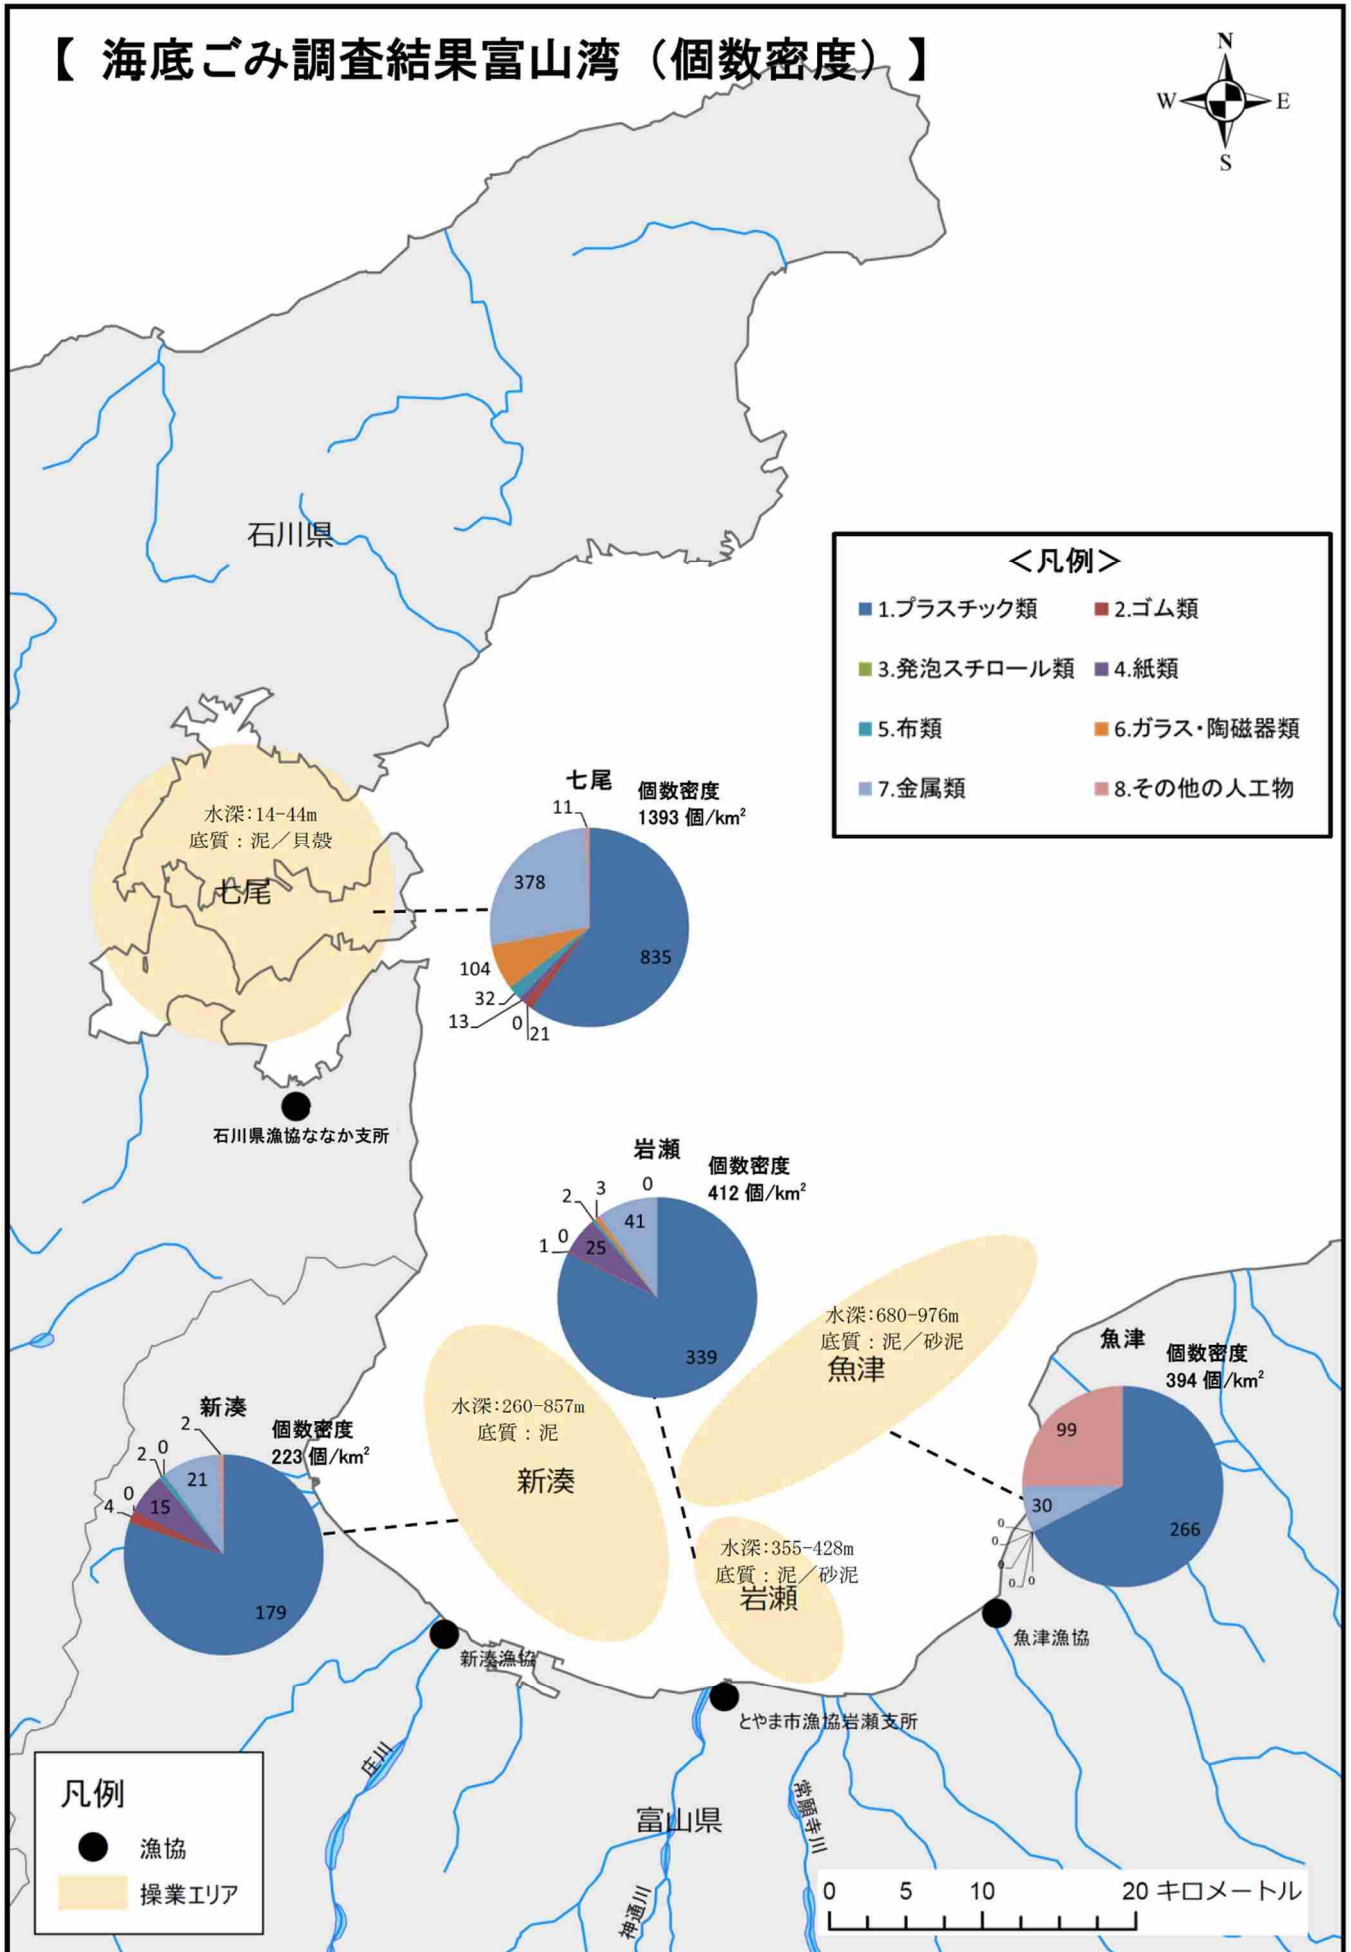 【 海底ごみ調査結果富山湾（個数密度）】
N
W
E
S
石川県
＜凡例＞
1.プラスチック類
2.ゴム類
3.発泡スチロール類
4.紙類
5.布類
6.ガラス・陶磁器類
7.金属類
8.その他の人工物
水深:14-44m
底質：泥／貝殻
七尾
七尾
個数密度
1393 個/km²
11
378
835
104
32
13
0
21
石川県漁協ななか支所
岩瀬
個数密度
412 個/km²
0
3
2
41
0
25
1
339
水深:680-976m
底質：泥／砂泥
魚津
魚津
個数密度
394 個/km²
99
30
266
0
0
0
0
0
水深:260-857m
底質：泥
新湊
新湊
個数密度
223 個/km²
2
0
2
21
0
15
4
179
水深:355-428m
底質：泥／砂泥
岩瀬
新湊漁協
とやま市漁協岩瀬支所
魚津漁協
庄川
富山県
常願寺川
神通川
凡例
漁協
操業エリア
0 5 10 20 キロメートル